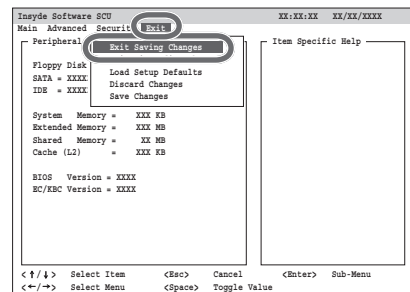 Insyde Software SCU XX:XX:XX XX/XX/XXXX
Main Advanced Securit Exit
Peripheral Item Specific Help
Exit Saving Changes
Floppy Disk
Load Setup Defaults
SATA = XXXX
Discard Changes
IDE = XXXX
Save Changes
System Memory = XXX KB
Extended Memory = XXX MB
Shared Memory = XX MB
Cache (L2) = XXX KB
BIOS Version = XXXX
EC/KBC Version = XXXX
<↑/↓> Select Item <Esc> Cancel <Enter> Sub-Menu
<←/→> Select Menu <Space> Toggle Value